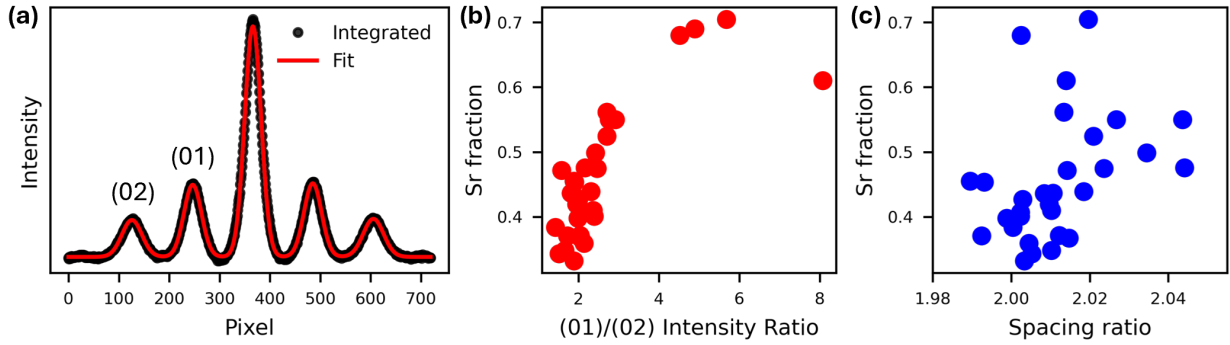 (a)
Intensity
(02)
(01)
Integrated
Fit
0 100 200 300 400 500 600 700
Pixel
(b)
Sr fraction
0.7
0.6
0.5
0.4
2 4 6 8
(01)/(02) Intensity Ratio
(c)
Sr fraction
0.7
0.6
0.5
0.4
1.98 2.00 2.02 2.04
Spacing ratio